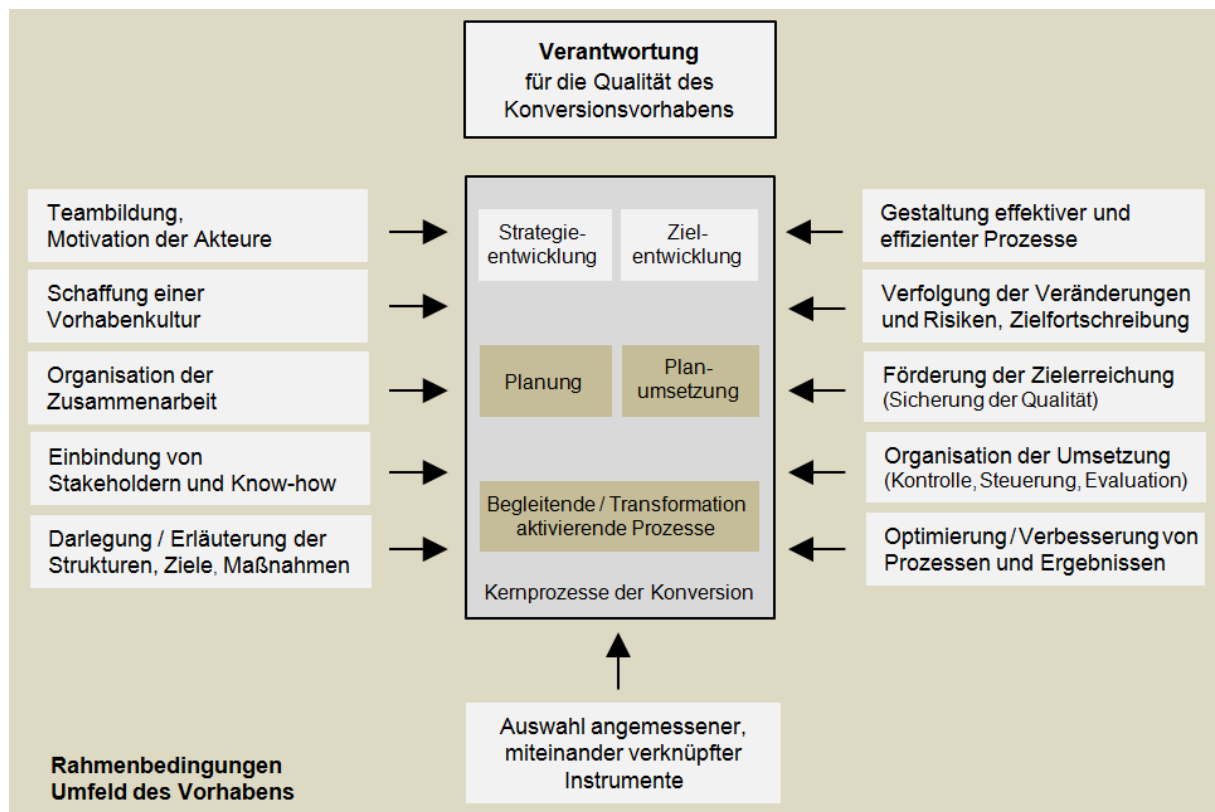 Verantwortung
für die Qualität des
Konversionsvorhabens
Teambildung,
Motivation der Akteure
Schaffung einer
Vorhabenkultur
Organisation der
Zusammenarbeit
Einbindung von
Stakeholdern und Know-how
Darlegung / Erläuterung der
Strukturen, Ziele, Maßnahmen
Strategie-
entwicklung
Ziel-
entwicklung
Planung
Plan-
umsetzung
Begleitende / Transformation
aktivierende Prozesse
Kernprozesse der Konversion
Gestaltung effektiver und
effizienter Prozesse
Verfolgung der Veränderungen
und Risiken, Zielfortschreibung
Förderung der Zielerreichung
(Sicherung der Qualität)
Organisation der Umsetzung
(Kontrolle, Steuerung, Evaluation)
Optimierung / Verbesserung von
Prozessen und Ergebnissen
Auswahl angemessener,
miteinander verknüpfter
Instrumente
Rahmenbedingungen
Umfeld des Vorhabens